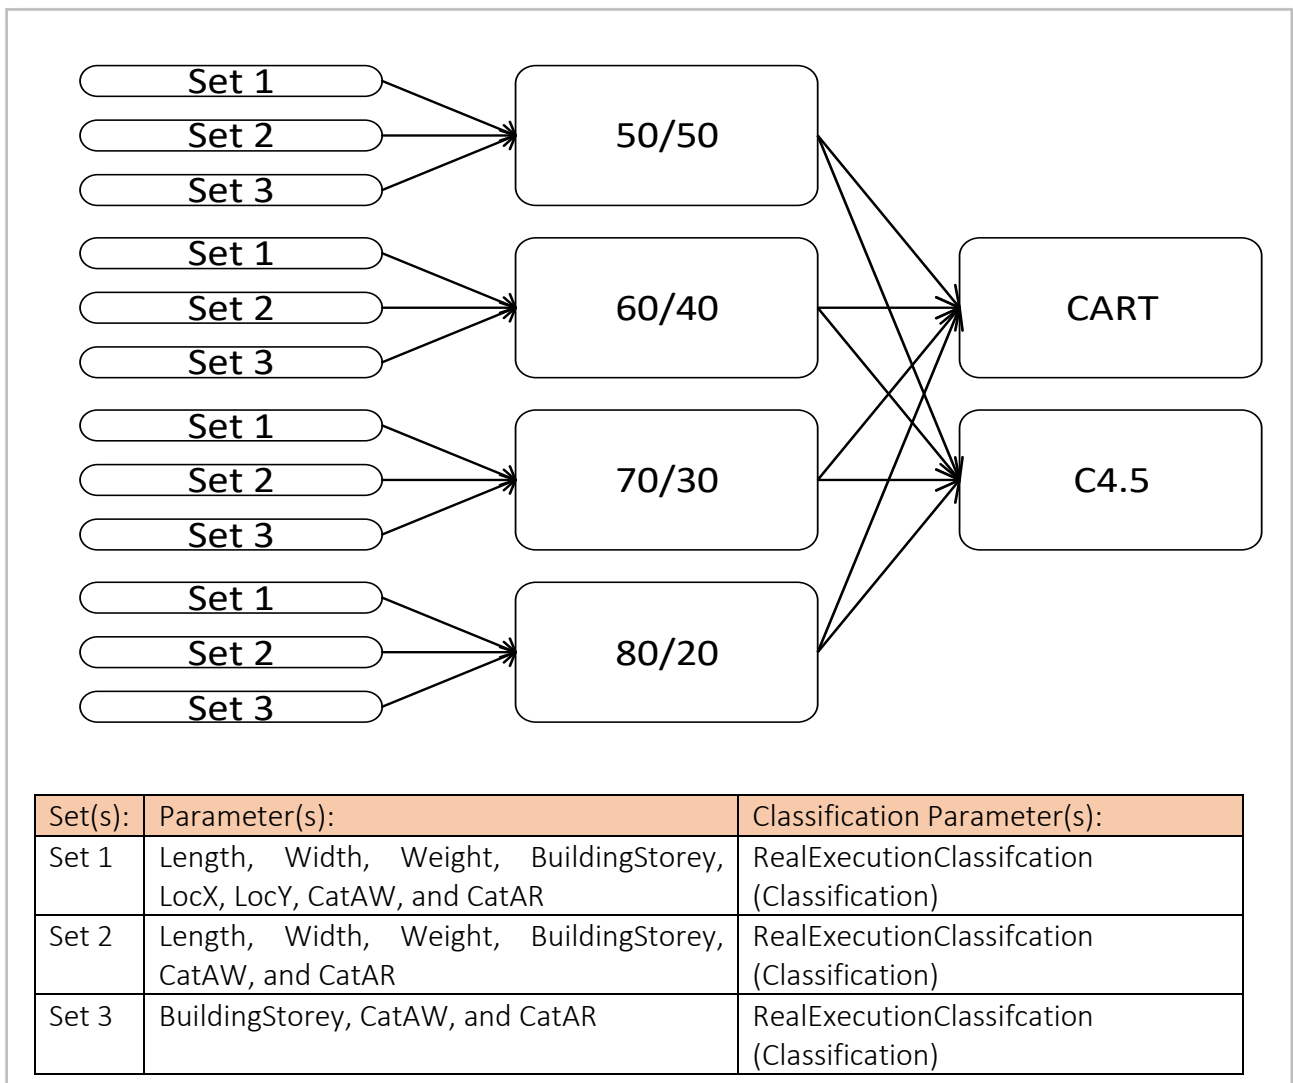 Set 1
Set 2
Set 3
50/50
Set 1
Set 2
Set 3
60/40
CART
Set 1
Set 2
Set 3
70/30
C4.5
Set 1
Set 2
Set 3
80/20
Set(s): Parameter(s): Classification Parameter(s):
Set 1 Length, Width, Weight, BuildingStorey, RealExecutionClassifcation
LocX, LocY, CatAW, and CatAR (Classification)
Set 2 Length, Width, Weight, BuildingStorey, RealExecutionClassifcation
CatAW, and CatAR (Classification)
Set 3 BuildingStorey, CatAW, and CatAR RealExecutionClassifcation
(Classification)